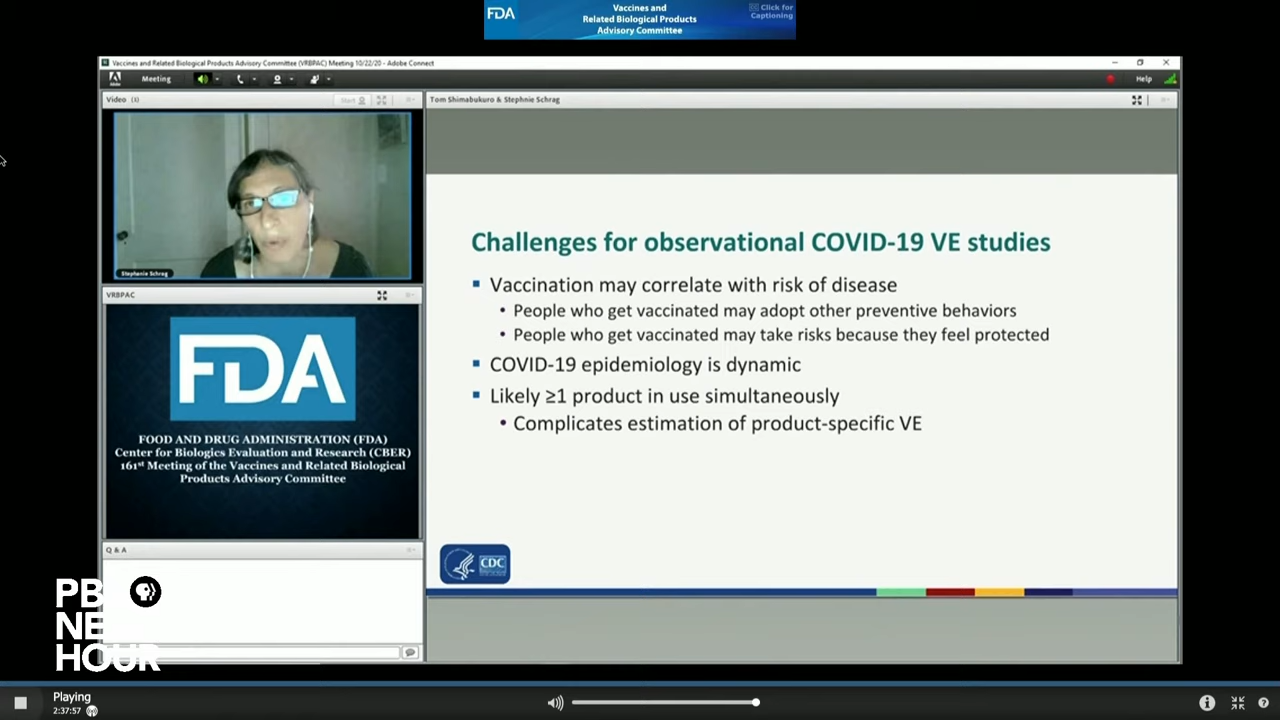 FDA
Vaccines and
Related Biological Products
Advisory Committee
Click for
Captioning
Vaccines and Related Biological Products Advisory Committee (VRBPAC) Meeting 10/22/20 - Adobe Connect
Meeting
Help
Video (3)
Start
Stephanie Schrag
VRBPAC
FDA
FOOD AND DRUG ADMINISTRATION (FDA)
Center for Biologics Evaluation and Research (CBER)
161st Meeting of the Vaccines and Related Biological
Products Advisory Committee
Q & A
Tom Shimabukuro & Stephnie Schrag
Challenges for observational COVID-19 VE studies
▪ Vaccination may correlate with risk of disease
• People who get vaccinated may adopt other preventive behaviors
• People who get vaccinated may take risks because they feel protected
▪ COVID-19 epidemiology is dynamic
▪ Likely ≥1 product in use simultaneously
• Complicates estimation of product-specific VE
CDC
PBS
NEWS
HOUR
Playing
2:37:57